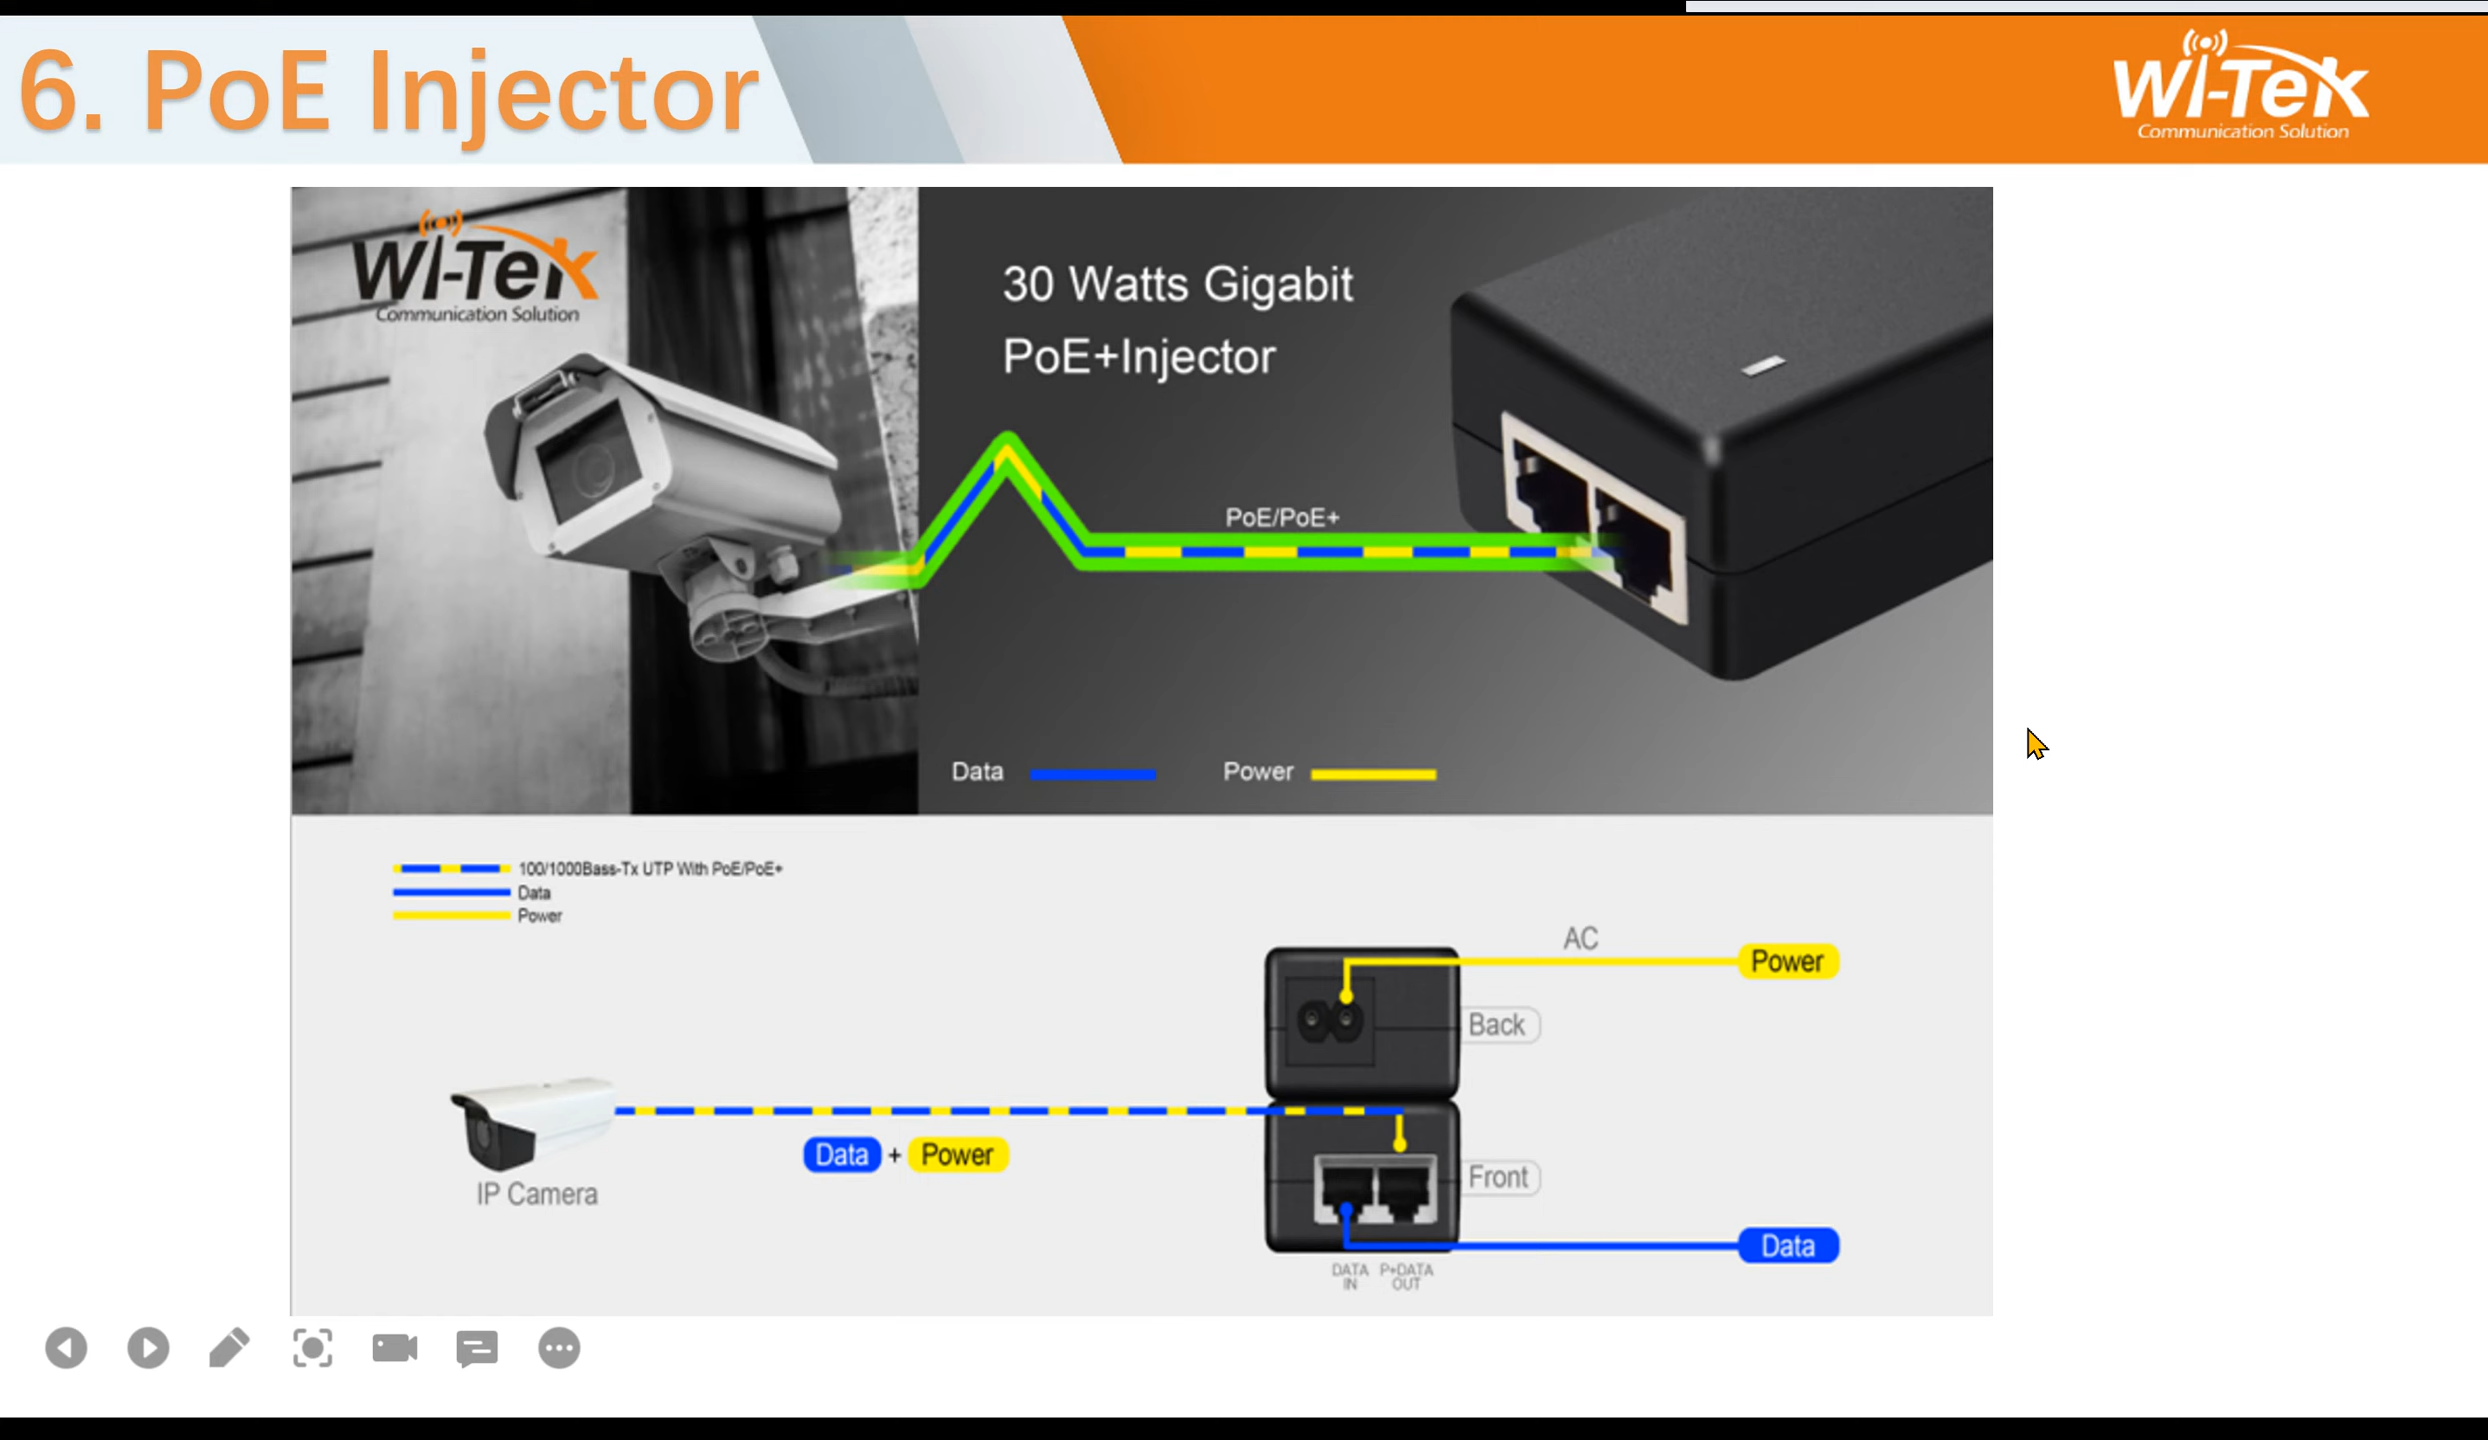 6. PoE Injector
Wi-Tek
Communication Solution
Wi-Tek
Communication Solution
30 Watts Gigabit
PoE+Injector
PoE/PoE+
Data
Power
100/1000Bass-Tx UTP With PoE/PoE+
Data
Power
AC
Power
Back
Data + Power
IP Camera
Front
Data
DATA IN
P+DATA OUT